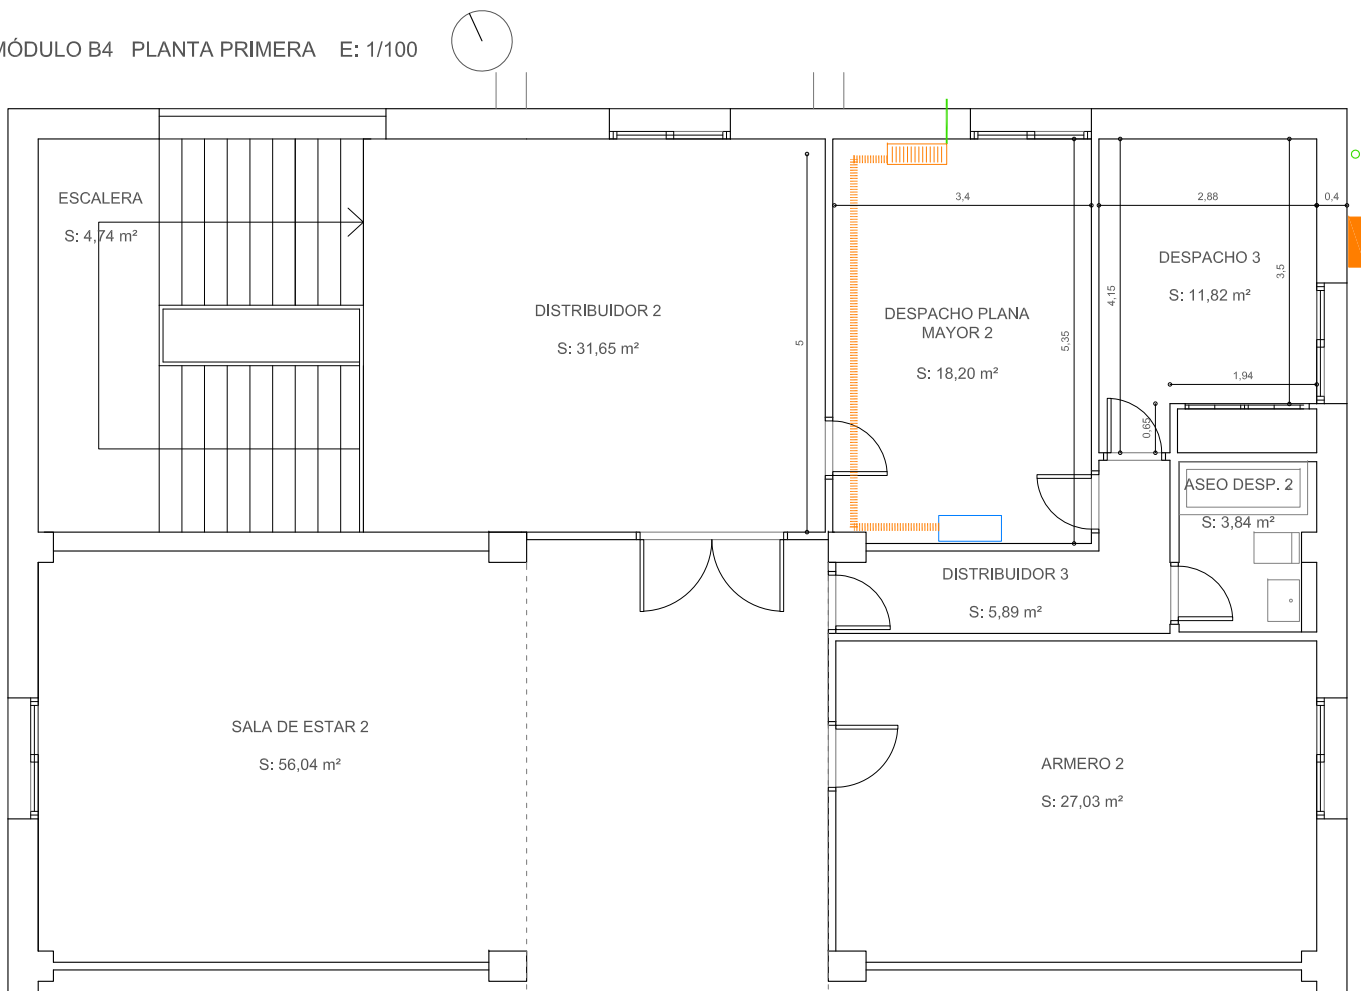 MÓDULO B4 PLANTA PRIMERA E: 1/100
ESCALERA
S: 4,74 m²
DISTRIBUIDOR 2
S: 31,65 m²
5
3,4
DESPACHO PLANA
MAYOR 2
S: 18,20 m²
5,35
2,88
0,4
4,15
DESPACHO 3
S: 11,82 m²
3,5
1,94
0,65
ASEO DESP. 2
S: 3,84 m²
DISTRIBUIDOR 3
S: 5,89 m²
SALA DE ESTAR 2
S: 56,04 m²
ARMERO 2
S: 27,03 m²